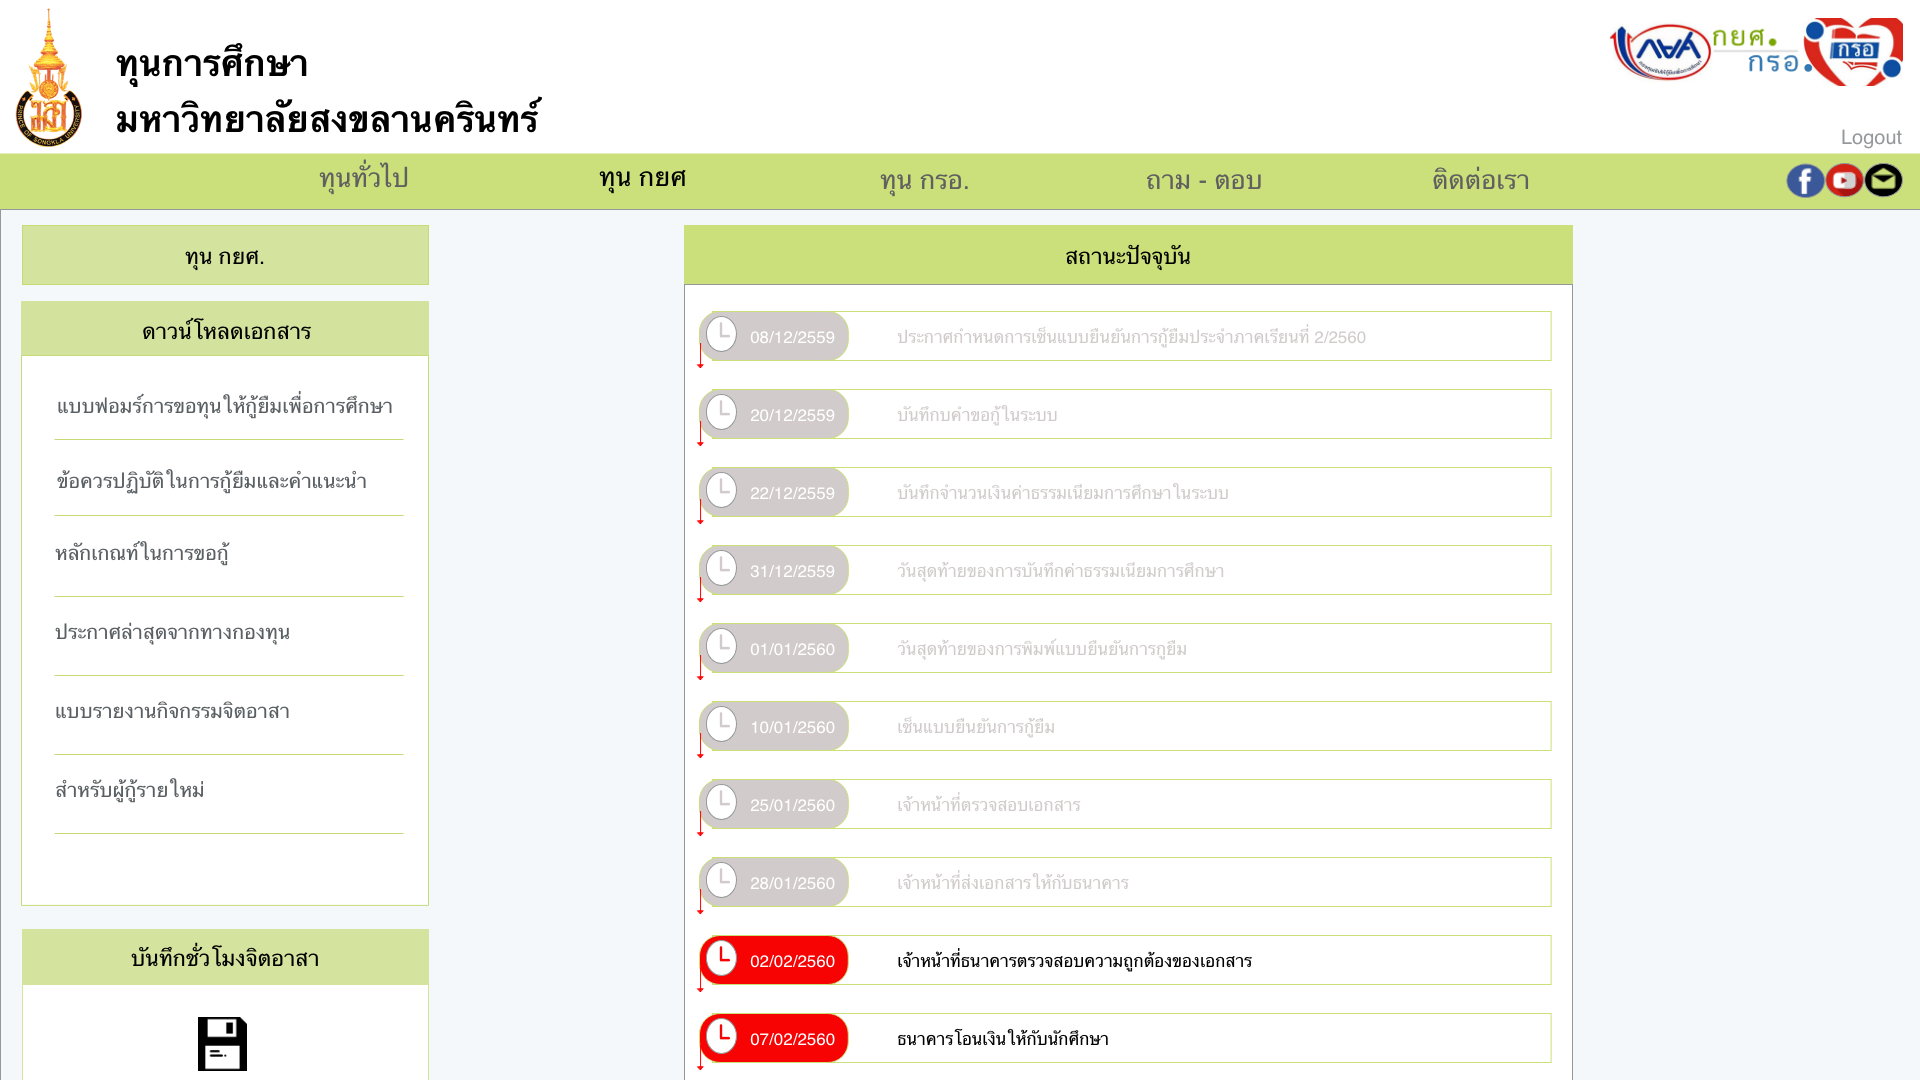 ทุนการศึกษา
มหาวิทยาลัยสงขลานครินทร์
กยศ.
กรอ.
กรอ
Logout
ทุนทั่วไป
ทุน กยศ
ทุน กรอ.
ถาม - ตอบ
ติดต่อเรา
ทุน กยศ.
ดาวน์โหลดเอกสาร
แบบฟอมร์การขอทุนให้กู้ยืมเพื่อการศึกษา
ข้อควรปฏิบัติในการกู้ยืมและคำแนะนำ
หลักเกณท์ในการขอกู้
ประกาศล่าสุดจากทางกองทุน
แบบรายงานกิจกรรมจิตอาสา
สำหรับผู้กู้รายใหม่
บันทึกชั่วโมงจิตอาสา
สถานะปัจจุบัน
08/12/2559 ประกาศกำหนดการเซ็นแบบยืนยันการกู้ยืมประจำภาคเรียนที่ 2/2560
20/12/2559 บันทึกบคำขอกู้ในระบบ
22/12/2559 บันทึกจำนวนเงินค่าธรรมเนียมการศึกษาในระบบ
31/12/2559 วันสุดท้ายของการบันทึกค่าธรรมเนียมการศึกษา
01/01/2560 วันสุดท้ายของการพิมพ์แบบยืนยันการกูยืม
10/01/2560 เซ็นแบบยืนยันการกู้ยืม
25/01/2560 เจ้าหน้าที่ตรวจสอบเอกสาร
28/01/2560 เจ้าหน้าที่ส่งเอกสารให้กับธนาคาร
02/02/2560 เจ้าหน้าที่ธนาคารตรวจสอบความถูกต้องของเอกสาร
07/02/2560 ธนาคารโอนเงินให้กับนักศึกษา